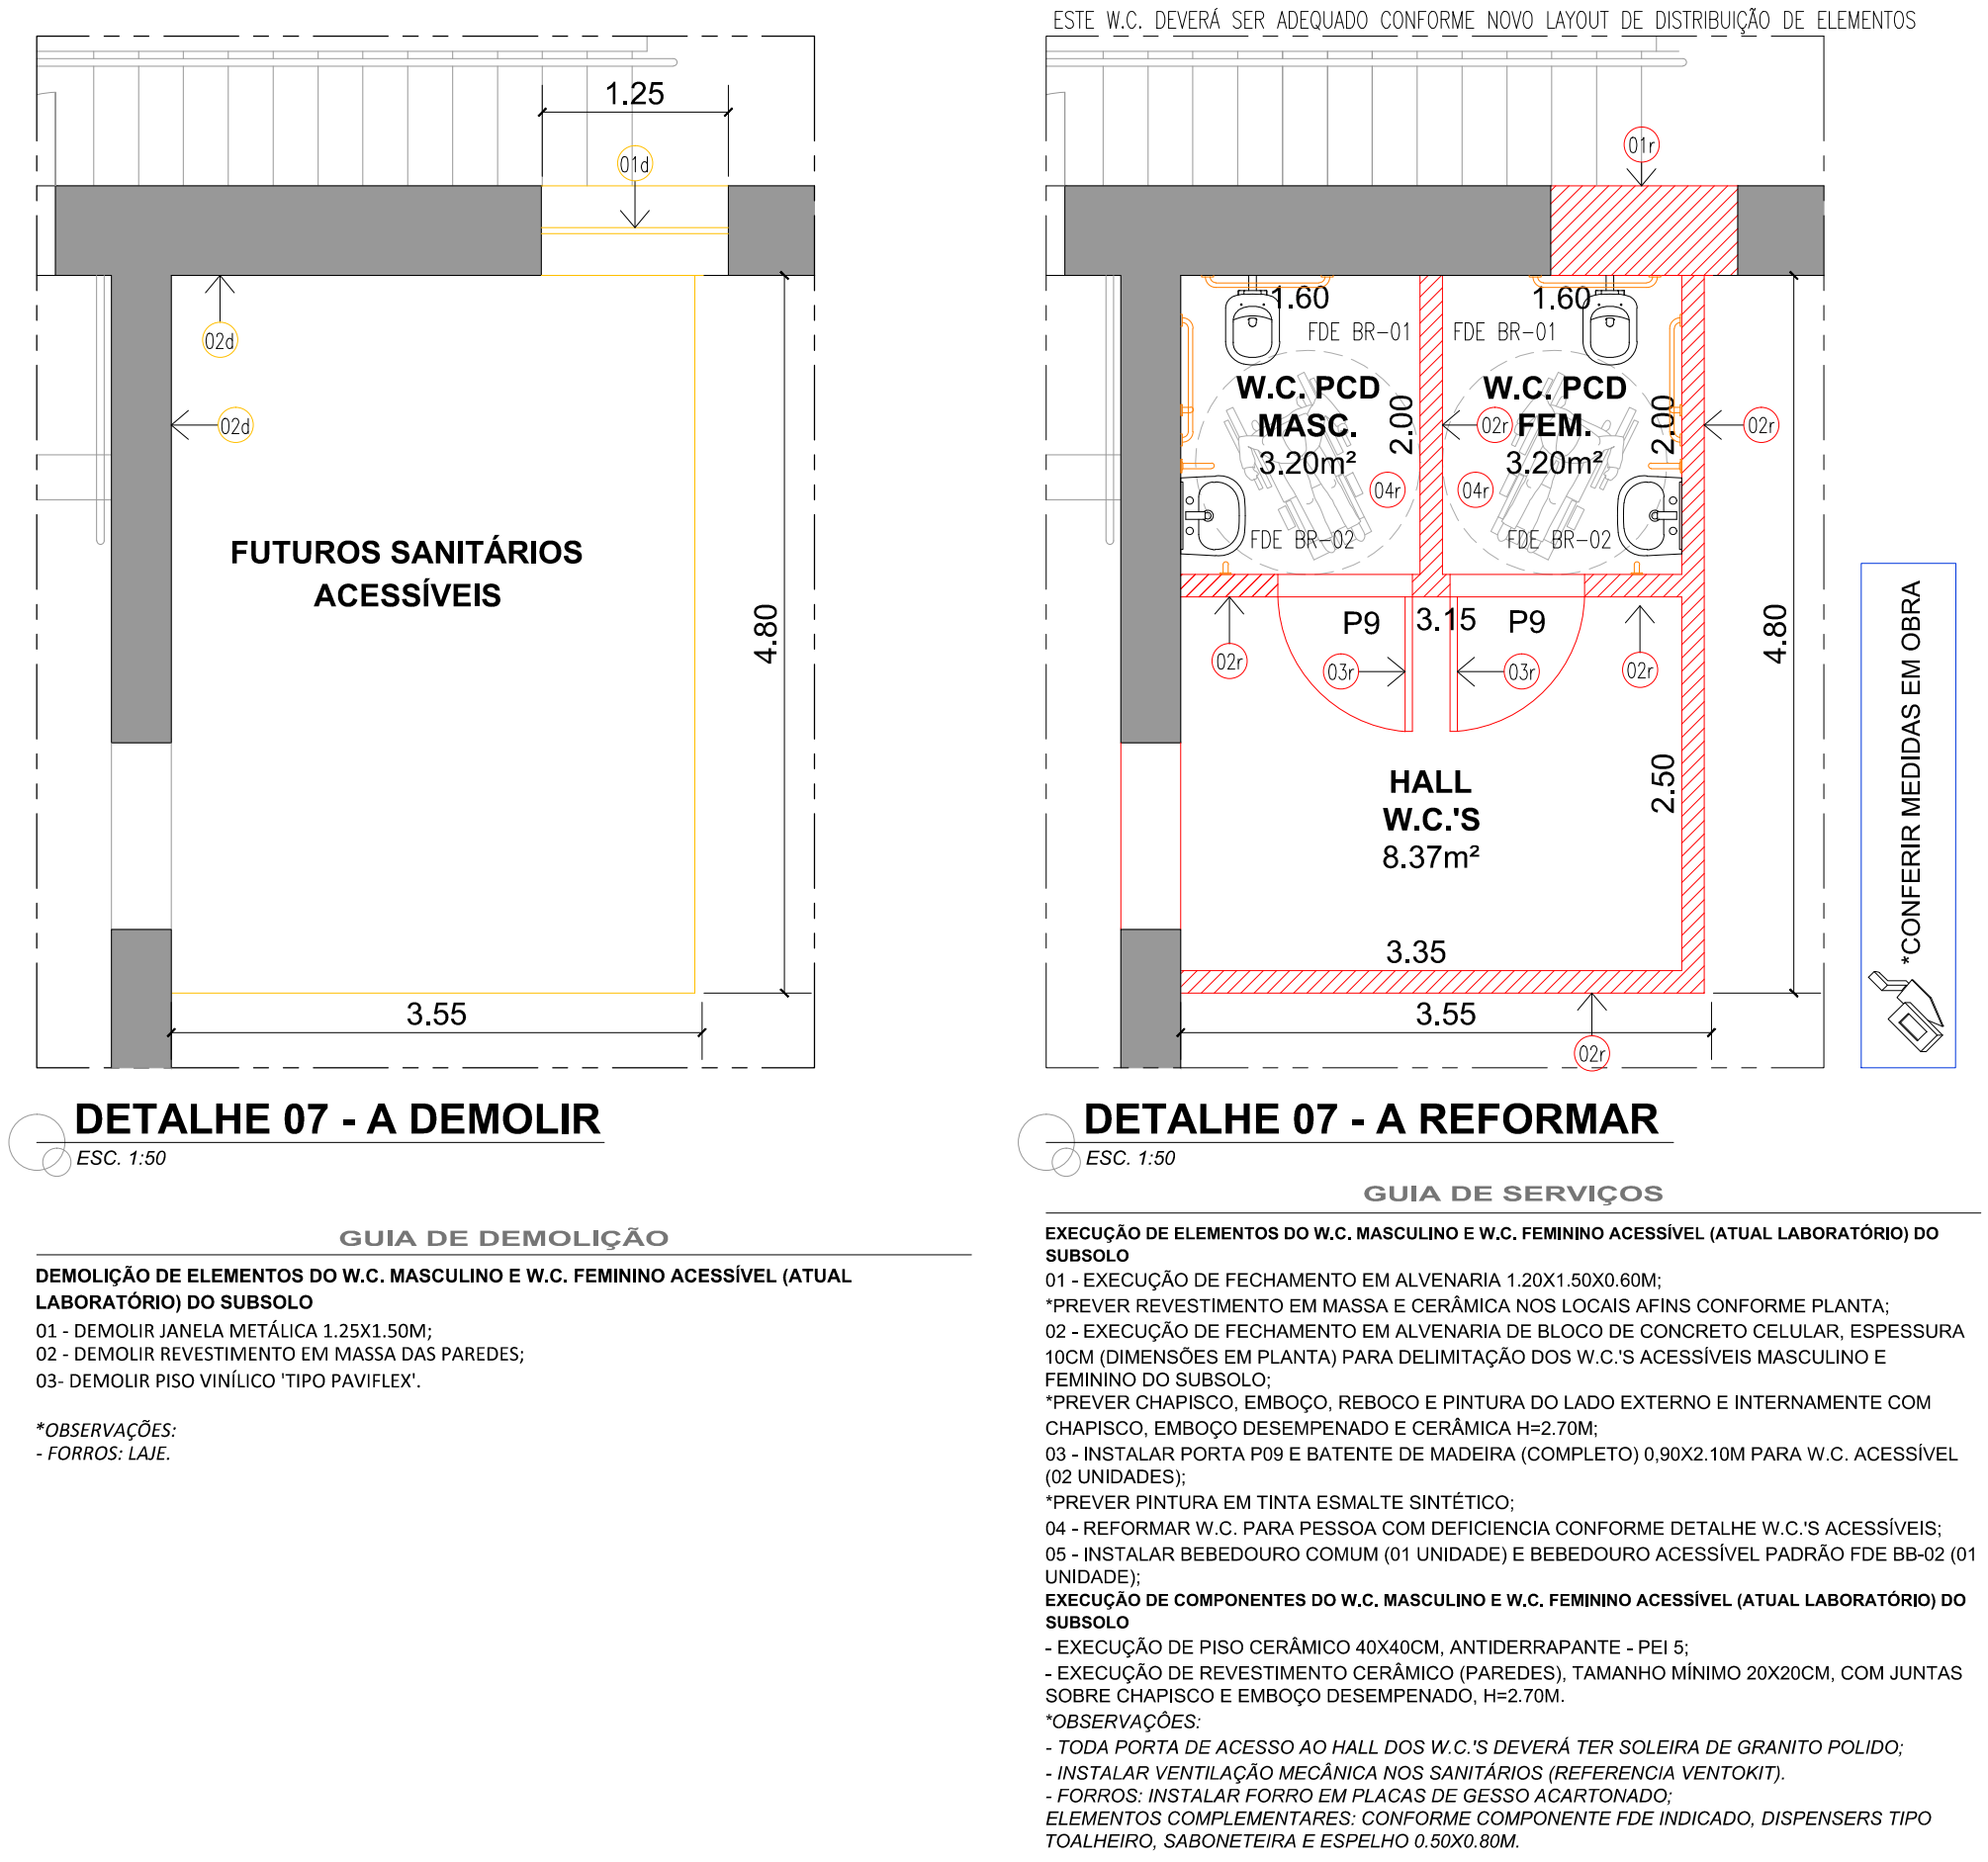 ESTE W.C. DEVERÁ SER ADEQUADO CONFORME NOVO LAYOUT DE DISTRIBUIÇÃO DE ELEMENTOS
1.25
01d
02d
02d
FUTUROS SANITÁRIOS
ACESSÍVEIS
4.80
3.55
DETALHE 07 - A DEMOLIR
ESC. 1:50
GUIA DE DEMOLIÇÃO
DEMOLIÇÃO DE ELEMENTOS DO W.C. MASCULINO E W.C. FEMININO ACESSÍVEL (ATUAL
LABORATÓRIO) DO SUBSOLO
01 - DEMOLIR JANELA METÁLICA 1.25X1.50M;
02 - DEMOLIR REVESTIMENTO EM MASSA DAS PAREDES;
03- DEMOLIR PISO VINÍLICO 'TIPO PAVIFLEX'.
*OBSERVAÇÕES:
- FORROS: LAJE.
01r
1.60
1.60
FDE BR-01
FDE BR-01
W.C. PCD
MASC.
3.20m²
2.00
W.C. PCD
FEM.
3.20m²
2.00
02r
02r
04r
04r
FDE BR-02
FDE BR-02
P9
3.15
P9
02r
03r
03r
02r
4.80
HALL
W.C.'S
8.37m²
2.50
3.35
3.55
02r
*CONFERIR MEDIDAS EM OBRA
DETALHE 07 - A REFORMAR
ESC. 1:50
GUIA DE SERVIÇOS
EXECUÇÃO DE ELEMENTOS DO W.C. MASCULINO E W.C. FEMININO ACESSÍVEL (ATUAL LABORATÓRIO) DO
SUBSOLO
01 - EXECUÇÃO DE FECHAMENTO EM ALVENARIA 1.20X1.50X0.60M;
*PREVER REVESTIMENTO EM MASSA E CERÂMICA NOS LOCAIS AFINS CONFORME PLANTA;
02 - EXECUÇÃO DE FECHAMENTO EM ALVENARIA DE BLOCO DE CONCRETO CELULAR, ESPESSURA
10CM (DIMENSÕES EM PLANTA) PARA DELIMITAÇÃO DOS W.C.'S ACESSÍVEIS MASCULINO E
FEMININO DO SUBSOLO;
*PREVER CHAPISCO, EMBOÇO, REBOCO E PINTURA DO LADO EXTERNO E INTERNAMENTE COM
CHAPISCO, EMBOÇO DESEMPENADO E CERÂMICA H=2.70M;
03 - INSTALAR PORTA P09 E BATENTE DE MADEIRA (COMPLETO) 0,90X2.10M PARA W.C. ACESSÍVEL
(02 UNIDADES);
*PREVER PINTURA EM TINTA ESMALTE SINTÉTICO;
04 - REFORMAR W.C. PARA PESSOA COM DEFICIENCIA CONFORME DETALHE W.C.'S ACESSÍVEIS;
05 - INSTALAR BEBEDOURO COMUM (01 UNIDADE) E BEBEDOURO ACESSÍVEL PADRÃO FDE BB-02 (01
UNIDADE);
EXECUÇÃO DE COMPONENTES DO W.C. MASCULINO E W.C. FEMININO ACESSÍVEL (ATUAL LABORATÓRIO) DO
SUBSOLO
- EXECUÇÃO DE PISO CERÂMICO 40X40CM, ANTIDERRAPANTE - PEI 5;
- EXECUÇÃO DE REVESTIMENTO CERÂMICO (PAREDES), TAMANHO MÍNIMO 20X20CM, COM JUNTAS
SOBRE CHAPISCO E EMBOÇO DESEMPENADO, H=2.70M.
*OBSERVAÇÕES:
- TODA PORTA DE ACESSO AO HALL DOS W.C.'S DEVERÁ TER SOLEIRA DE GRANITO POLIDO;
- INSTALAR VENTILAÇÃO MECÂNICA NOS SANITÁRIOS (REFERENCIA VENTOKIT).
- FORROS: INSTALAR FORRO EM PLACAS DE GESSO ACARTONADO;
ELEMENTOS COMPLEMENTARES: CONFORME COMPONENTE FDE INDICADO, DISPENSERS TIPO
TOALHEIRO, SABONETEIRA E ESPELHO 0.50X0.80M.